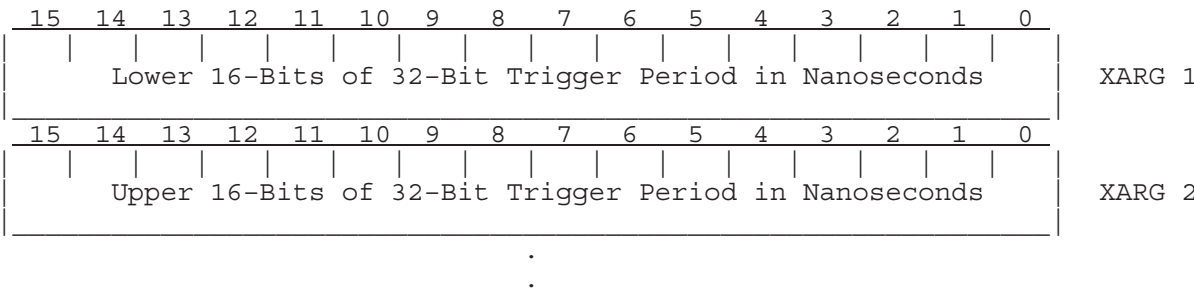 15 14 13 12 11 10 9 8 7 6 5 4 3 2 1 0
Lower 16-Bits of 32-Bit Trigger Period in Nanoseconds XARG 1
15 14 13 12 11 10 9 8 7 6 5 4 3 2 1 0
Upper 16-Bits of 32-Bit Trigger Period in Nanoseconds XARG 2
.
.